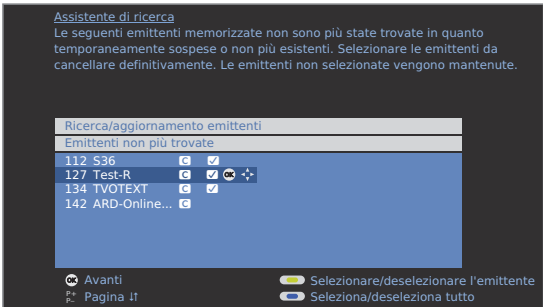 Assistente di ricerca
Le seguenti emittenti memorizzate non sono più state trovate in quanto
temporaneamente sospese o non più esistenti. Selezionare le emittenti da
cancellare definitivamente. Le emittenti non selezionate vengono mantenute.
Ricerca/aggiornamento emittenti
Emittenti non più trovate
112 S36 C ✓
127 Test-R C ✓ OK
134 TVOTEXT C ✓
142 ARD-Online... C
OK Avanti
Selezionare/deselezionare l'emittente
P+ P– Pagina ↓↑
Seleziona/deseleziona tutto